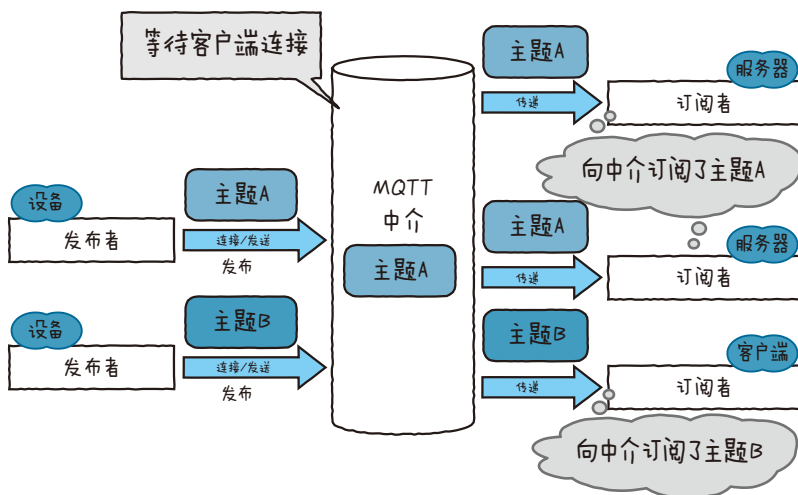 等待客户端连接
设备
发布者
主题A
连接/发送
发布
设备
发布者
主题B
连接/发送
发布
MQTT
中介
主题A
主题A
传递
服务器
订阅者
向中介订阅了主题A
主题A
传递
服务器
订阅者
主题B
传递
客户端
订阅者
向中介订阅了主题B